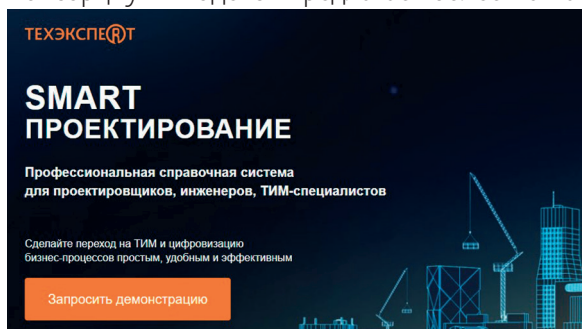 ТЕХЭКСПЕRТ
SMART
ПРОЕКТИРОВАНИЕ
Профессиональная справочная система
для проектировщиков, инженеров, ТИМ-специалистов
Сделайте переход на ТИМ и цифровизацию
бизнес-процессов простым, удобным и эффективным
Запросить демонстрацию